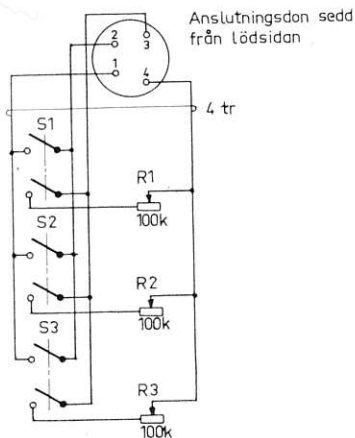 Anslutningsdon sedd
från lödsidan
2
3
1
4
4 tr
S1
R1
100k
S2
R2
100k
S3
R3
100k